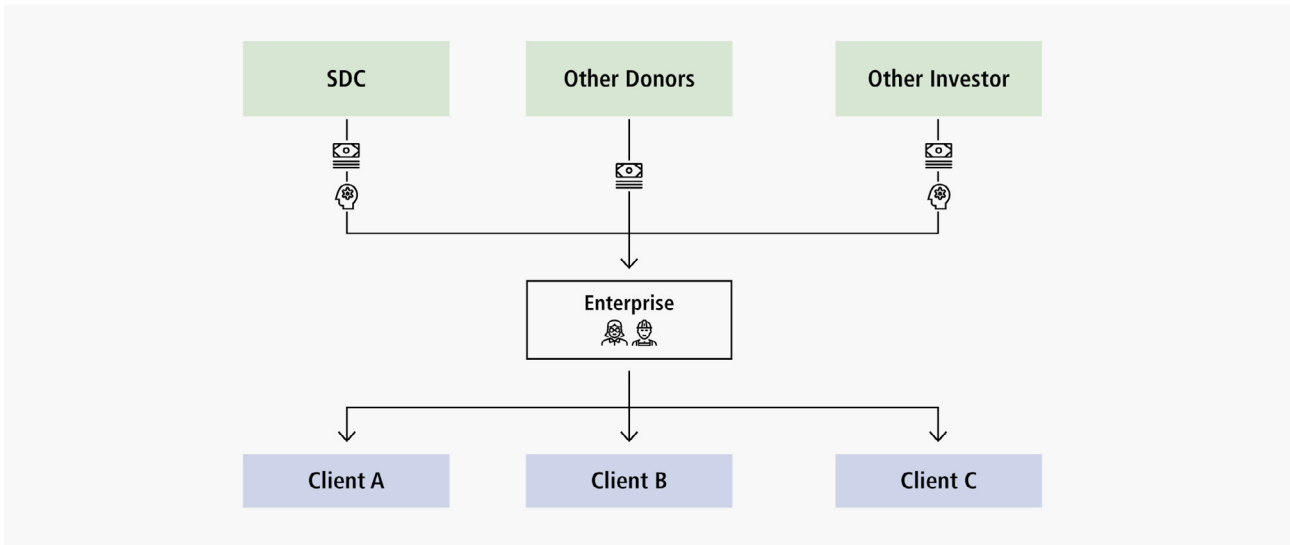 SDC
Other Donors
Other Investor
Enterprise
Client A
Client B
Client C